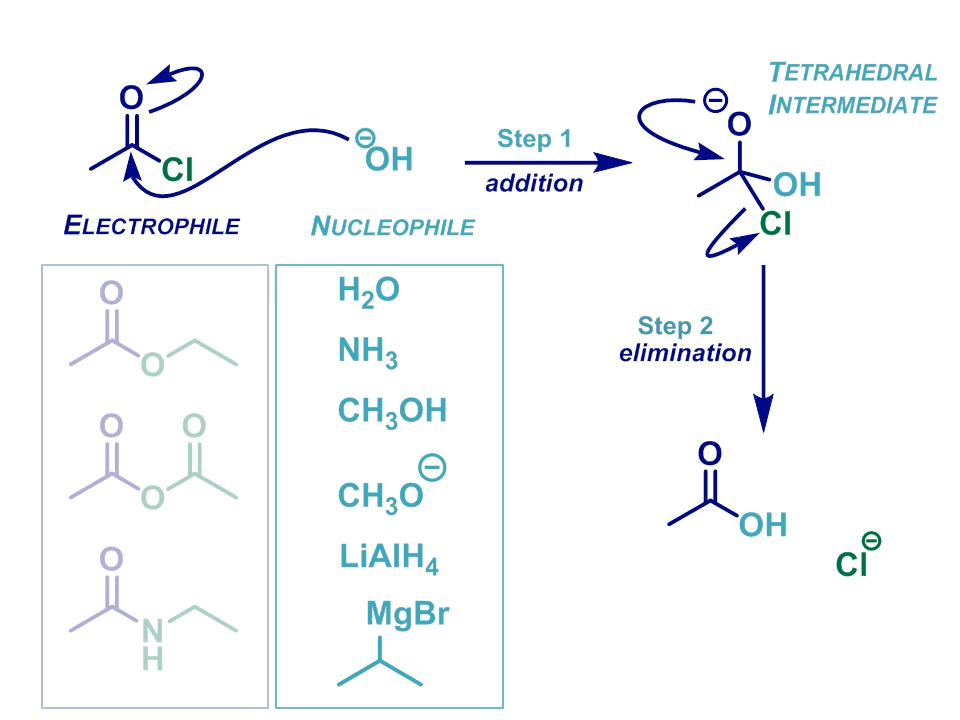 TETRAHEDRAL
INTERMEDIATE
O
Cl
⊖
OH
Step 1
addition
⊖
O
OH
Cl
ELECTROPHILE
NUCLEOPHILE
O
O
O
O
O
O
N
H
H₂O
NH₃
CH₃OH
CH₃O⊖
LiAlH₄
MgBr
Step 2
elimination
O
OH
Cl⊖